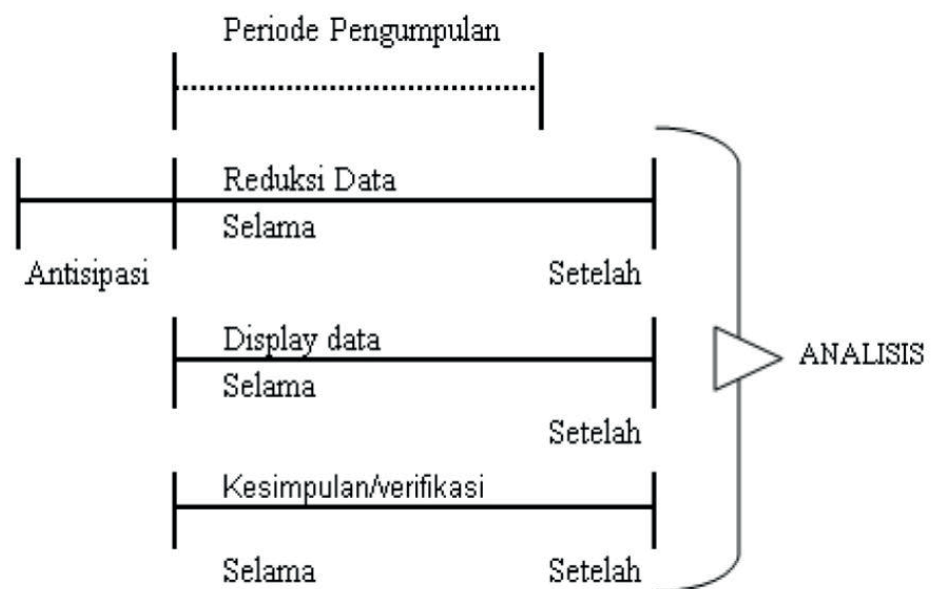 Periode Pengumpulan
Reduksi Data
Selama
Antisipasi
Setelah
Display data
Selama
Setelah
ANALISIS
Kesimpulan/verifikasi
Selama
Setelah